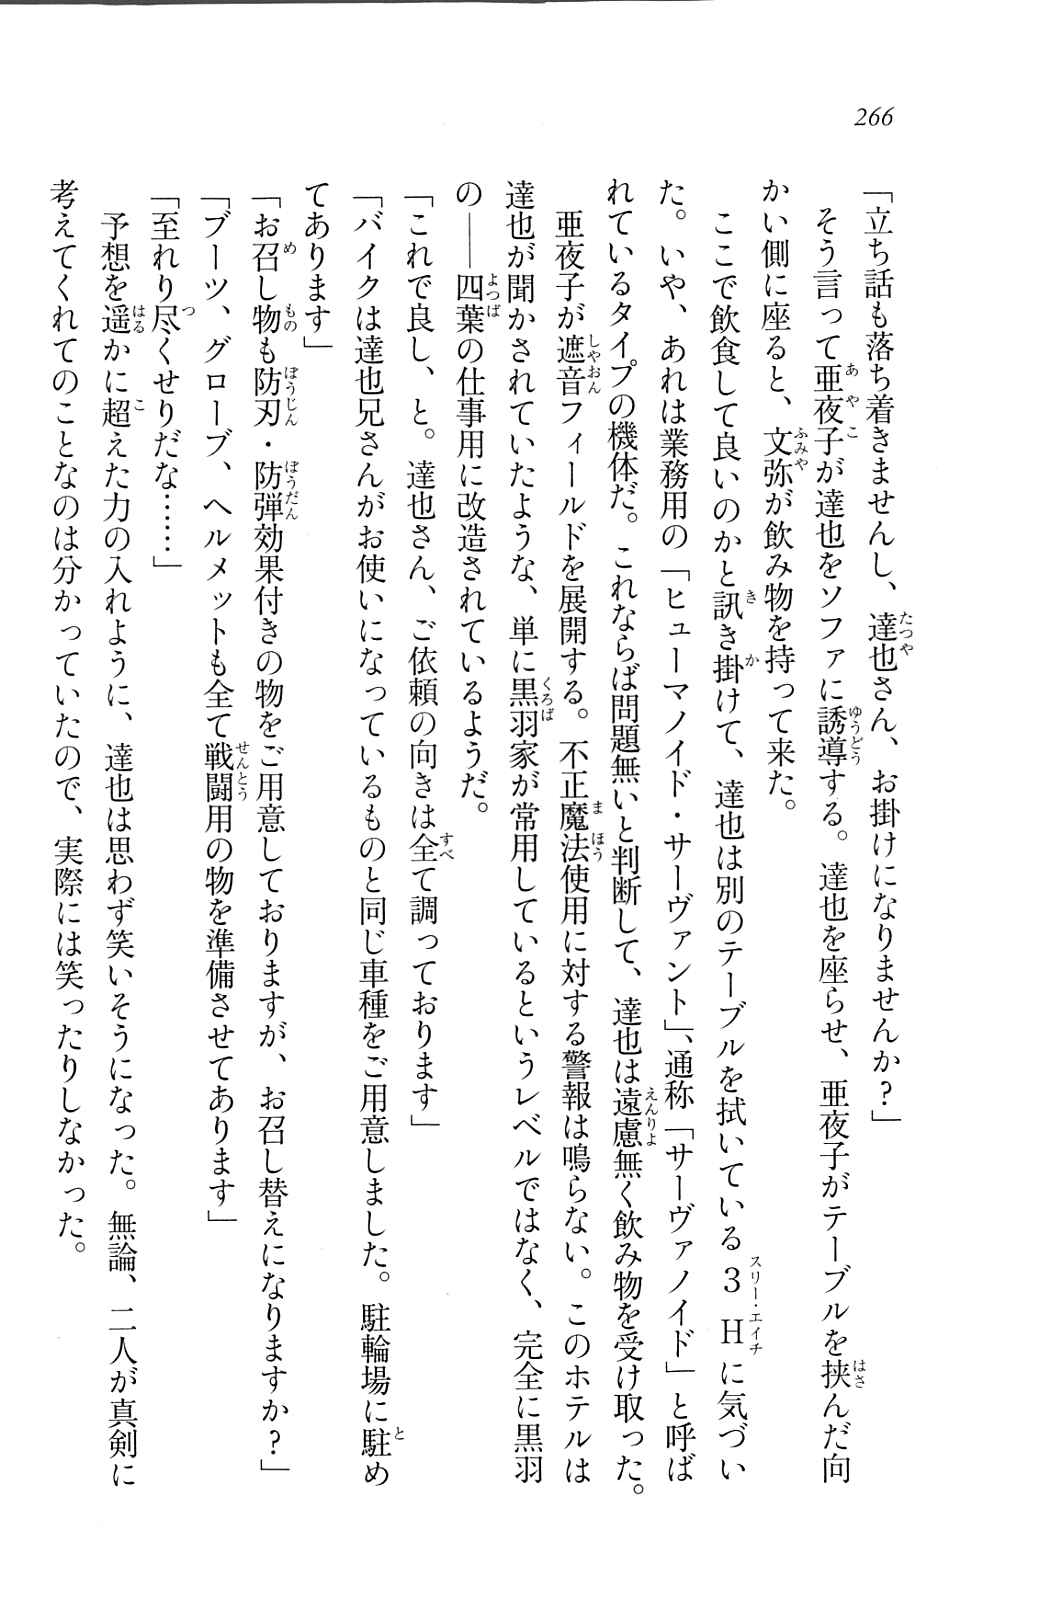 266
「立ち話も落ち着きませんし、達也さん、お掛けになりませんか？」
　そう言って亜夜子が達也をソファに誘導する。達也を座らせ、亜夜子がテーブルを挟んだ向
かい側に座ると、文弥が飲み物を持って来た。
　ここで飲食して良いのかと訊き掛けて、達也は別のテーブルを拭いている３Ｈに気づい
た。いや、あれは業務用の「ヒューマノイド・サーヴァント」、通称「サーヴァノイド」と呼ば
れているタイプの機体だ。これならば問題無いと判断して、達也は遠慮無く飲み物を受け取った。
　亜夜子が遮音フィールドを展開する。不正魔法使用に対する警報は鳴らない。このホテルは
達也が聞かされていたような、単に黒羽家が常用しているというレベルではなく、完全に黒羽
の――四葉の仕事用に改造されているようだ。
「これで良し、と。達也さん、ご依頼の向きは全て調っております」
「バイクは達也兄さんがお使いになっているものと同じ車種をご用意しました。駐輪場に駐め
てあります」
「お召し物も防刃・防弾効果付きの物をご用意しておりますが、お召し替えになりますか？」
「ブーツ、グローブ、ヘルメットも全て戦闘用の物を準備させてあります」
「至れり尽くせりだな……」
　予想を遥かに超えた力の入れように、達也は思わず笑いそうになった。無論、二人が真剣に
考えてくれてのことなのは分かっていたので、実際には笑ったりしなかった。